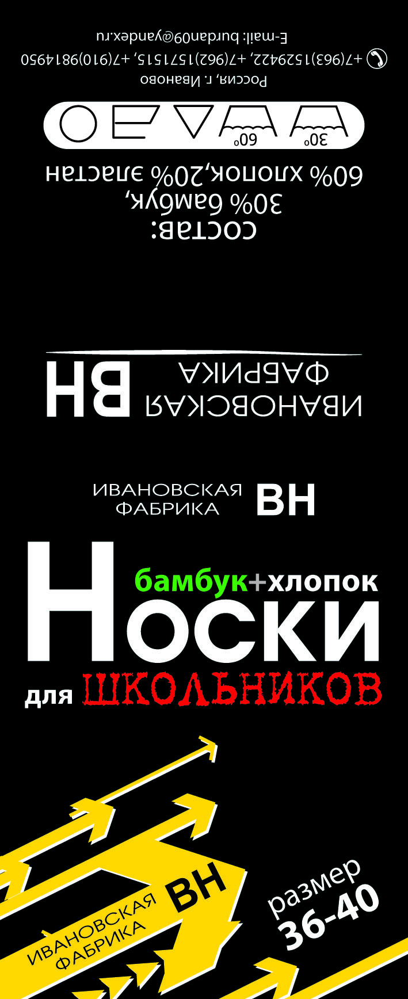 состав:
30% бамбук,
60% хлопок,20% эластан
30° 60°
Россия, г. Иваново
+7(963)1529422, +7(962)1571515, +7(910)9814950
E-mail: burdan09@yandex.ru
ИВАНОВСКАЯ
ФАБРИКА
ВН
ИВАНОВСКАЯ
ФАБРИКА
ВН
бамбук+хлопок
Носки
для ШКОЛЬНИКОВ
ИВАНОВСКАЯ
ФАБРИКА
ВН
размер
36-40